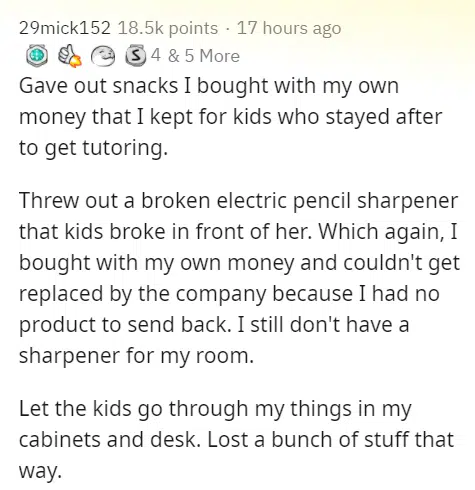 29mick152 18.5k points · 17 hours ago
S 4 & 5 More
Gave out snacks I bought with my own
money that I kept for kids who stayed after
to get tutoring.
Threw out a broken electric pencil sharpener
that kids broke in front of her. Which again, I
bought with my own money and couldn't get
replaced by the company because I had no
product to send back. I still don't have a
sharpener for my room.
Let the kids go through my things in my
cabinets and desk. Lost a bunch of stuff that
way.